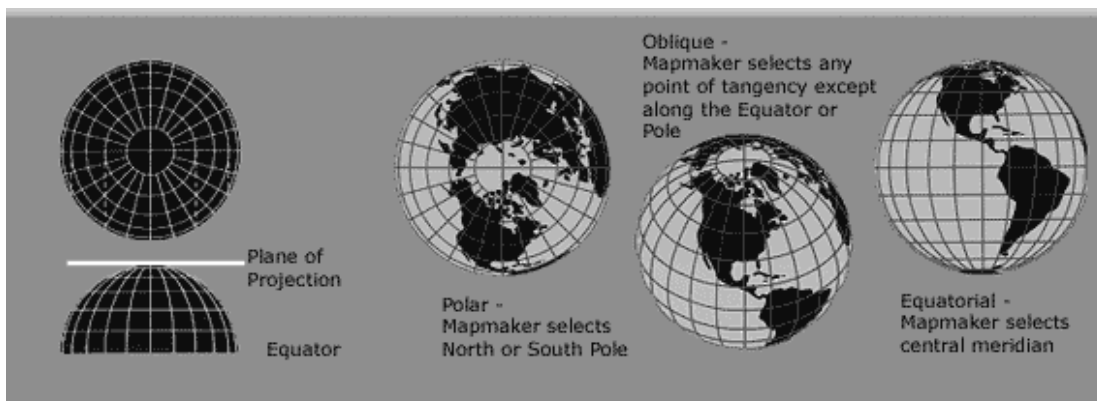 Plane of
Projection
Equator
Polar -
Mapmaker selects
North or South Pole
Oblique -
Mapmaker selects any
point of tangency except
along the Equator or
Pole
Equatorial -
Mapmaker selects
central meridian